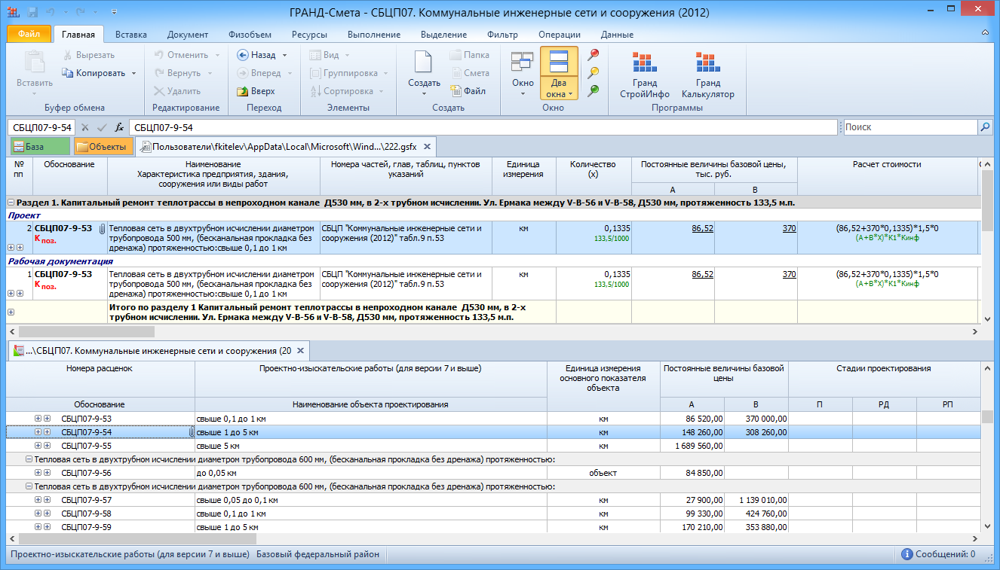 ГРАНД-Смета - СБЦП07. Коммунальные инженерные сети и сооружения (2012)
Файл Главная Вставка Документ Физобъем Ресурсы Выполнение Выделение Фильтр Операции Данные
Вставить
Вырезать
Копировать
Буфер обмена
Отменить
Вернуть
Удалить
Редактирование
Назад
Вперед
Вверх
Переход
Вид
Группировка
Сортировка
Элементы
Создать
Папка
Смета
Файл
Создать
Окно
Два
окна
Окно
Гранд
СтройИнфо
Гранд
Калькулятор
Программы
СБЦП07-9-54 fx СБЦП07-9-54 Поиск
База Объекты Пользователи\fkitelev\AppData\Local\Microsoft\Wind...\222.gsfx
№
пп
Обоснование
Наименование
Характеристика предприятия, здания,
сооружения или виды работ
Номера частей, глав, таблиц, пунктов
указаний
Единица
измерения
Количество
(x)
Постоянные величины базовой цены,
тыс. руб.
А В
Расчет стоимости
Раздел 1. Капитальный ремонт теплотрассы в непроходном канале Д530 мм, в 2-х трубном исчислении. Ул. Ермака между V-В-56 и V-В-58, Д530 мм, протяженность 133,5 м.п.
Проект
2 СБЦП07-9-53
К поз.
Тепловая сеть в двухтрубном исчислении диаметром
трубопровода 500 мм, (бесканальная прокладка без
дренажа) протяженностью:свыше 0,1 до 1 км
СБЦП "Коммунальные инженерные сети и
сооружения (2012)" табл.9 п.53
км
0,1335
133,5/1000
86,52 370
(86,52+370*0,1335)*1,5*0
(А+В*Х)*К1*Кинф
Рабочая документация
1 СБЦП07-9-53
К поз.
Тепловая сеть в двухтрубном исчислении диаметром
трубопровода 500 мм, (бесканальная прокладка без
дренажа) протяженностью:свыше 0,1 до 1 км
СБЦП "Коммунальные инженерные сети и
сооружения (2012)" табл.9 п.53
км
0,1335
133,5/1000
86,52 370
(86,52+370*0,1335)*1,5*0
(А+В*Х)*К1*Кинф
Итого по разделу 1 Капитальный ремонт теплотрассы в непроходном канале Д530 мм, в 2-х
трубном исчислении. Ул. Ермака между V-В-56 и V-В-58, Д530 мм, протяженность 133,5 м.п.
...\СБЦП07. Коммунальные инженерные сети и сооружения (20
Номера расценок
Проектно-изыскательские работы (для версии 7 и выше)
Единица измерения
основного показателя
объекта
Постоянные величины базовой
цены
Стадии проектирования
Обоснование Наименование объекта проектирования А В П РД РП
СБЦП07-9-53 свыше 0,1 до 1 км км 86 520,00 370 000,00
СБЦП07-9-54 свыше 1 до 5 км км 148 260,00 308 260,00
СБЦП07-9-55 свыше 5 км км 1 689 560,00
Тепловая сеть в двухтрубном исчислении диаметром трубопровода 600 мм, (бесканальная прокладка без дренажа) протяженностью:
СБЦП07-9-56 до 0,05 км объект 84 850,00
Тепловая сеть в двухтрубном исчислении диаметром трубопровода 600 мм, (бесканальная прокладка без дренажа) протяженностью:
СБЦП07-9-57 свыше 0,05 до 0,1 км км 27 900,00 1 139 010,00
СБЦП07-9-58 свыше 0,1 до 1 км км 99 330,00 424 760,00
СБЦП07-9-59 свыше 1 до 5 км км 170 210,00 353 880,00
Проектно-изыскательские работы (для версии 7 и выше) Базовый федеральный район Сообщений: 0